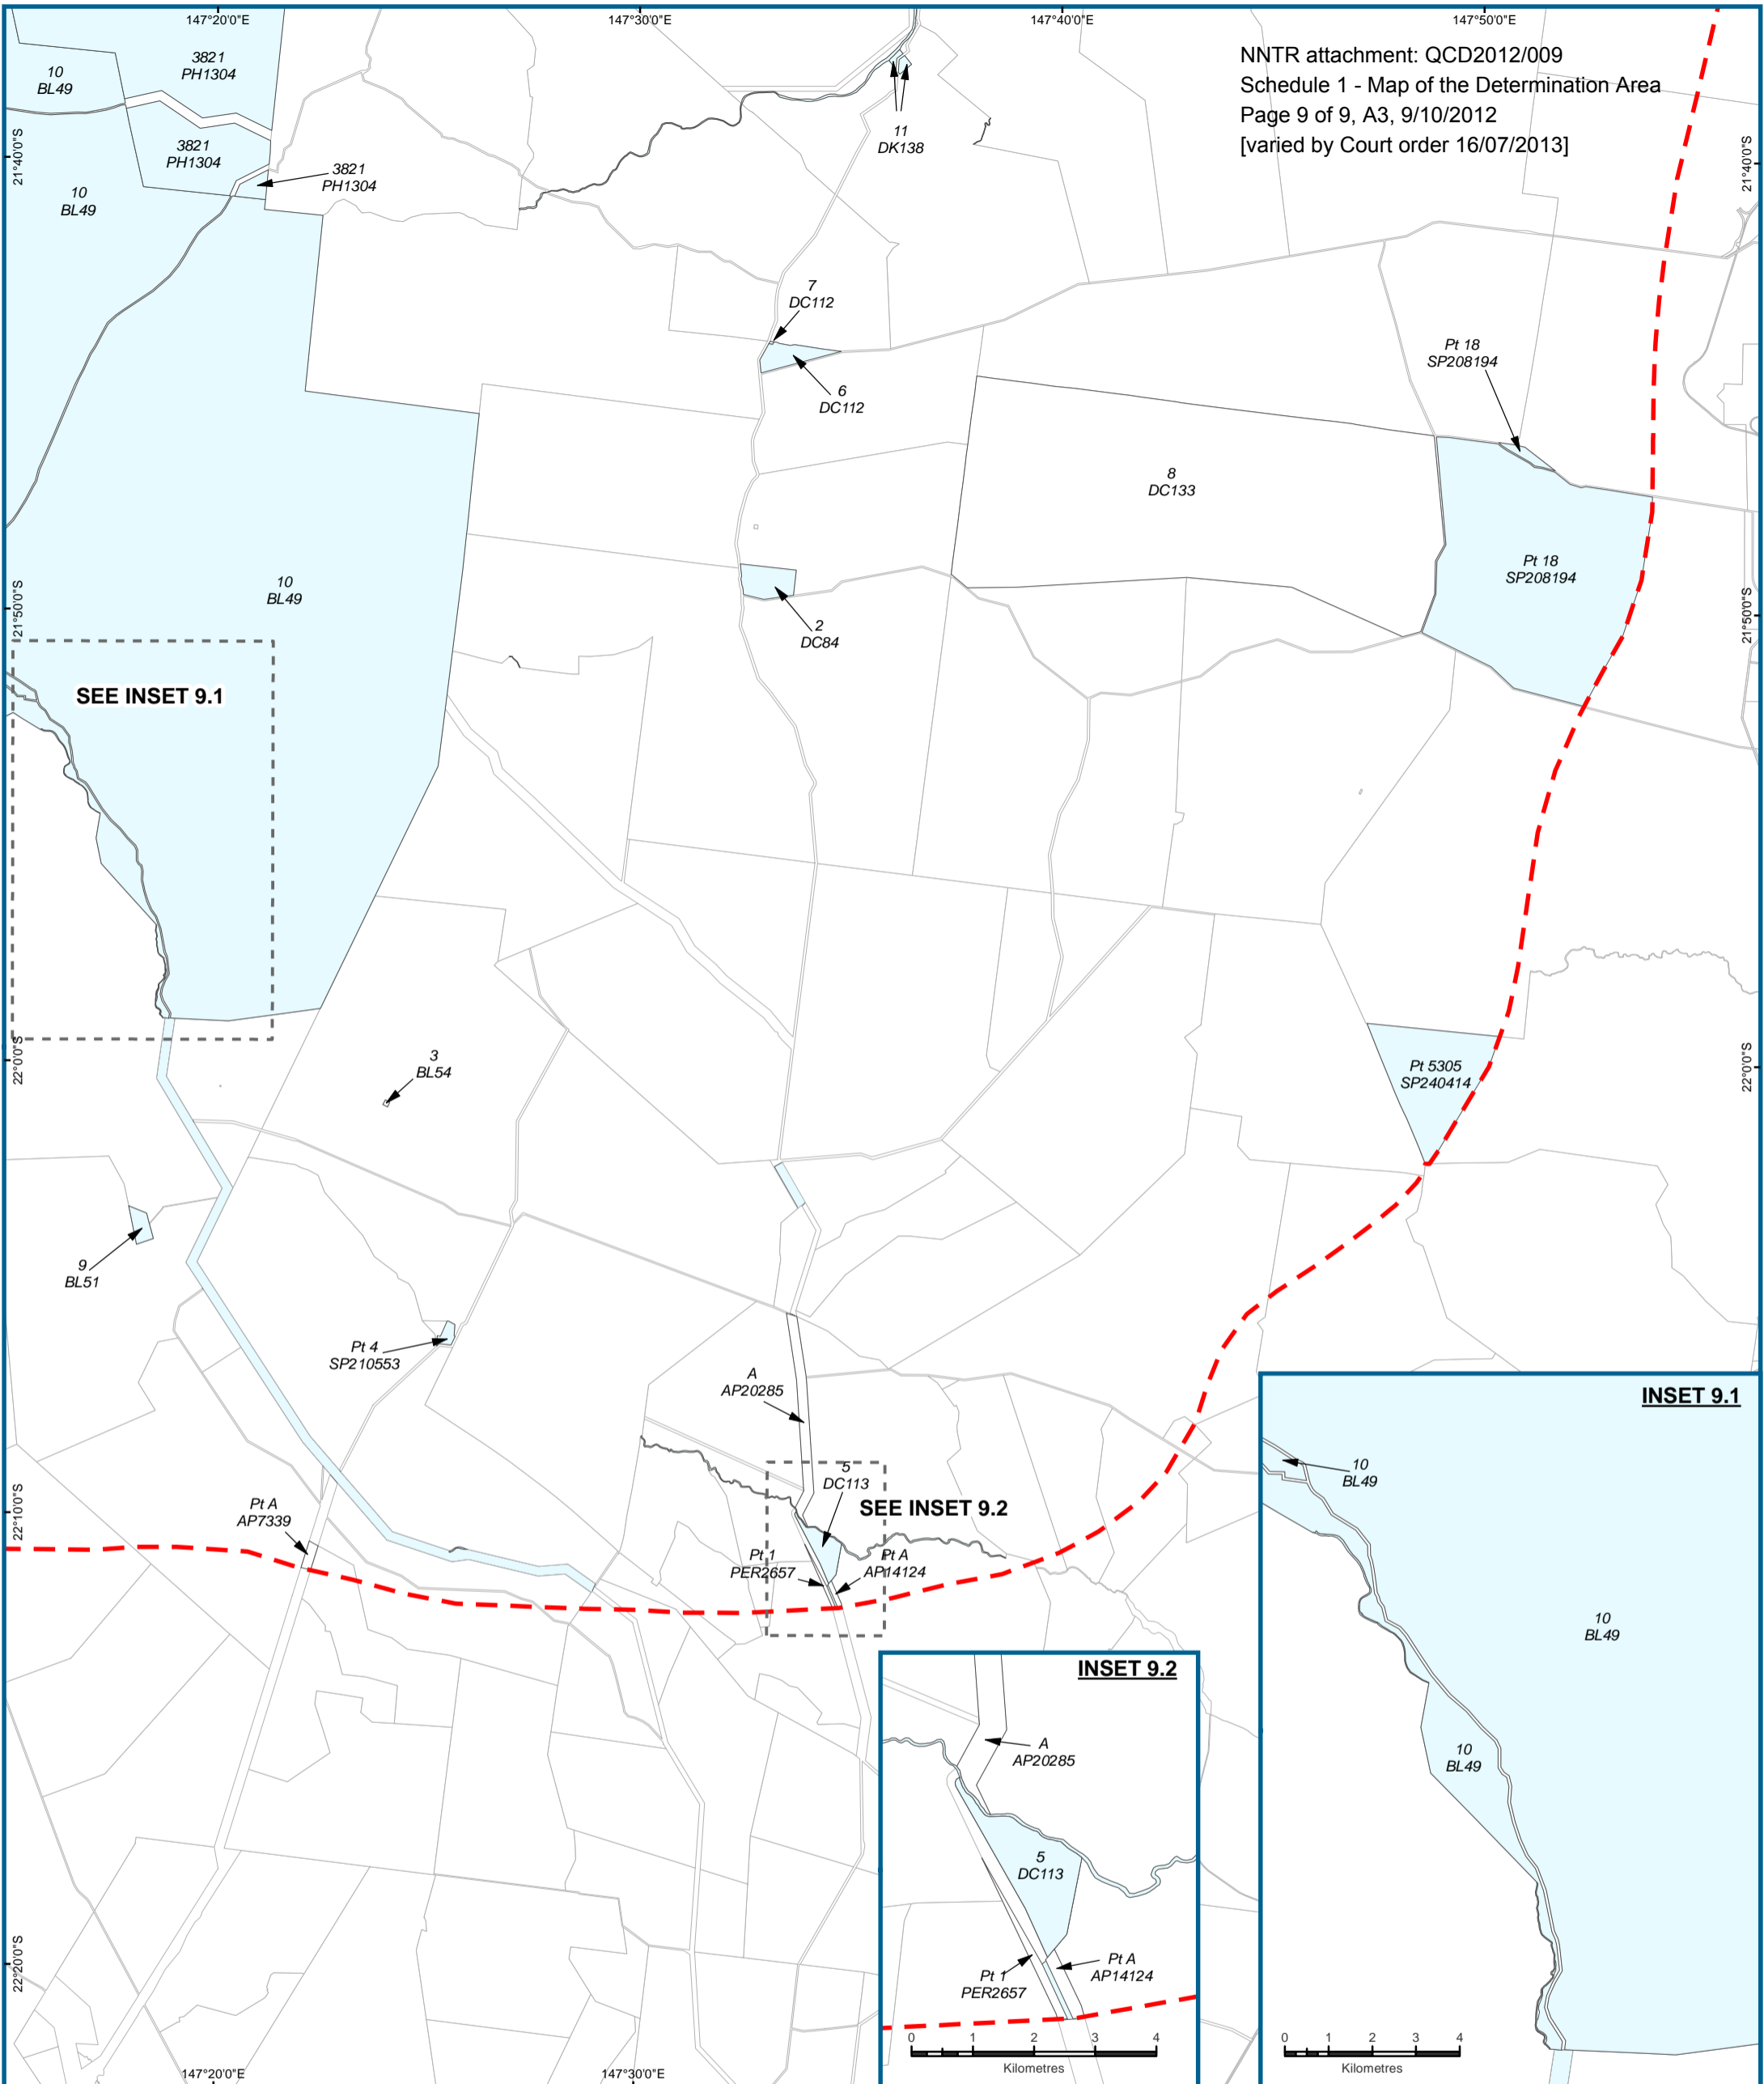 147°20'0"E
147°30'0"E
147°40'0"E
147°50'0"E
NNTR attachment: QCD2012/009
Schedule 1 - Map of the Determination Area
Page 9 of 9, A3, 9/10/2012
[varied by Court order 16/07/2013]
10
BL49
3821
PH1304
3821
PH1304
3821
PH1304
11
DK138
21°40'0"S
21°40'0"S
10
BL49
7
DC112
6
DC112
Pt 18
SP208194
8
DC133
Pt 18
SP208194
10
BL49
2
DC84
21°50'0"S
21°50'0"S
SEE INSET 9.1
3
BL54
22°0'0"S
22°0'0"S
Pt 5305
SP240414
9
BL51
Pt 4
SP210553
A
AP20285
5
DC113
SEE INSET 9.2
22°10'0"S
Pt A
AP7339
Pt 1
PER2657
Pt A
AP14124
INSET 9.1
10
BL49
10
BL49
10
BL49
0 1 2 3 4
Kilometres
INSET 9.2
A
AP20285
5
DC113
Pt A
AP14124
Pt 1
PER2657
0 1 2 3 4
Kilometres
22°20'0"S
147°20'0"E
147°30'0"E